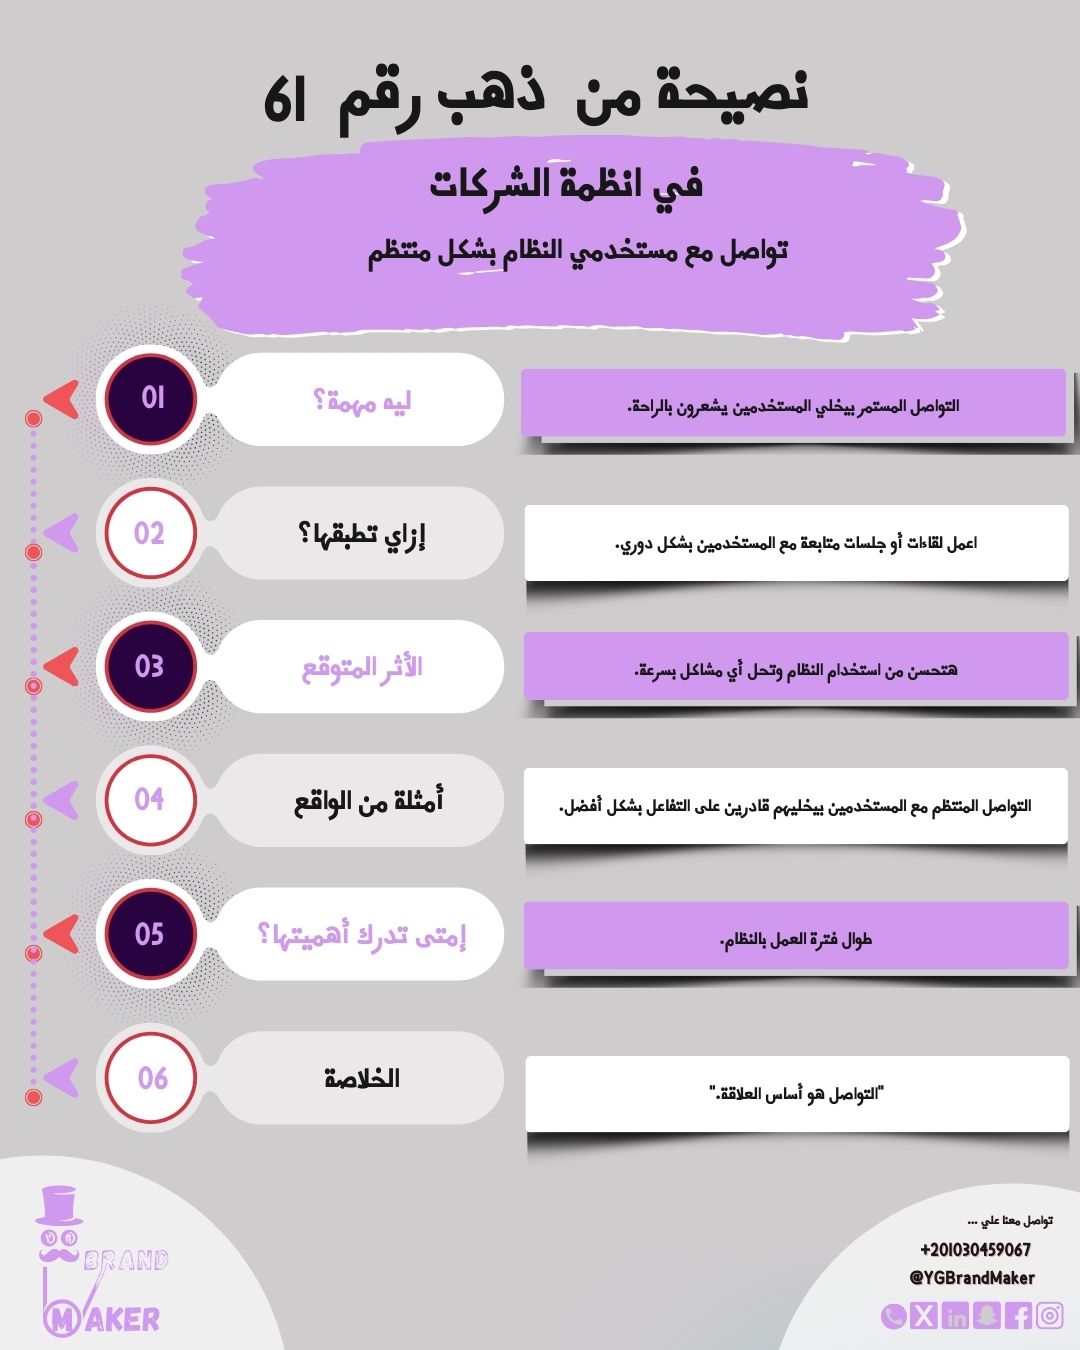 نصيحة من ذهب رقم 61
في انظمة الشركات
تواصل مع مستخدمي النظام بشكل منتظم
01
ليه مهمة؟
التواصل المستمر بيخلي المستخدمين يشعرون بالراحة.
02
إزاي تطبقها؟
اعمل لقاءات أو جلسات متابعة مع المستخدمين بشكل دوري.
03
الأثر المتوقع
هتحسن من استخدام النظام وتحل أي مشاكل بسرعة.
04
أمثلة من الواقع
التواصل المنتظم مع المستخدمين بيخليهم قادرين على التفاعل بشكل أفضل.
05
إمتى تدرك أهميتها؟
طوال فترة العمل بالنظام.
06
الخلاصة
"التواصل هو أساس العلاقة."
BRAND
MAKER
تواصل معنا علي ...
+201030459067
@YGBrandMaker